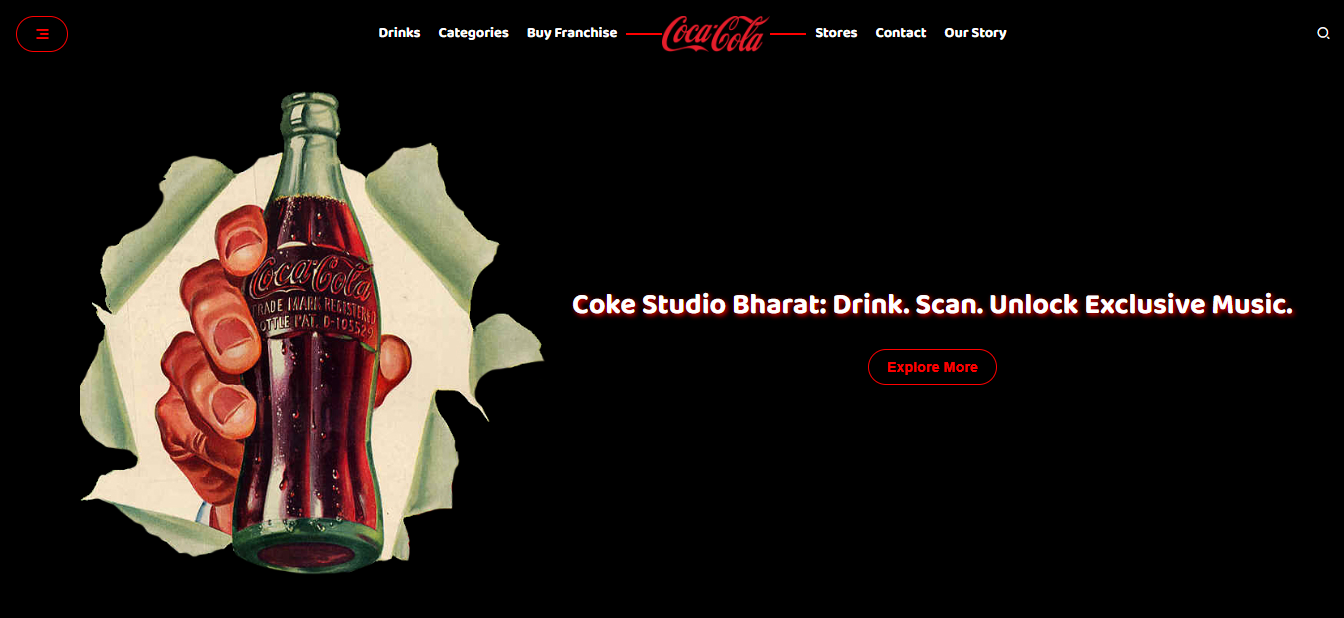 Drinks Categories Buy Franchise Coca-Cola Stores Contact Our Story
Coca-Cola
TRADE MARK REGISTERED
BOTTLE PAT. D-105529
Coke Studio Bharat: Drink. Scan. Unlock Exclusive Music.
Explore More